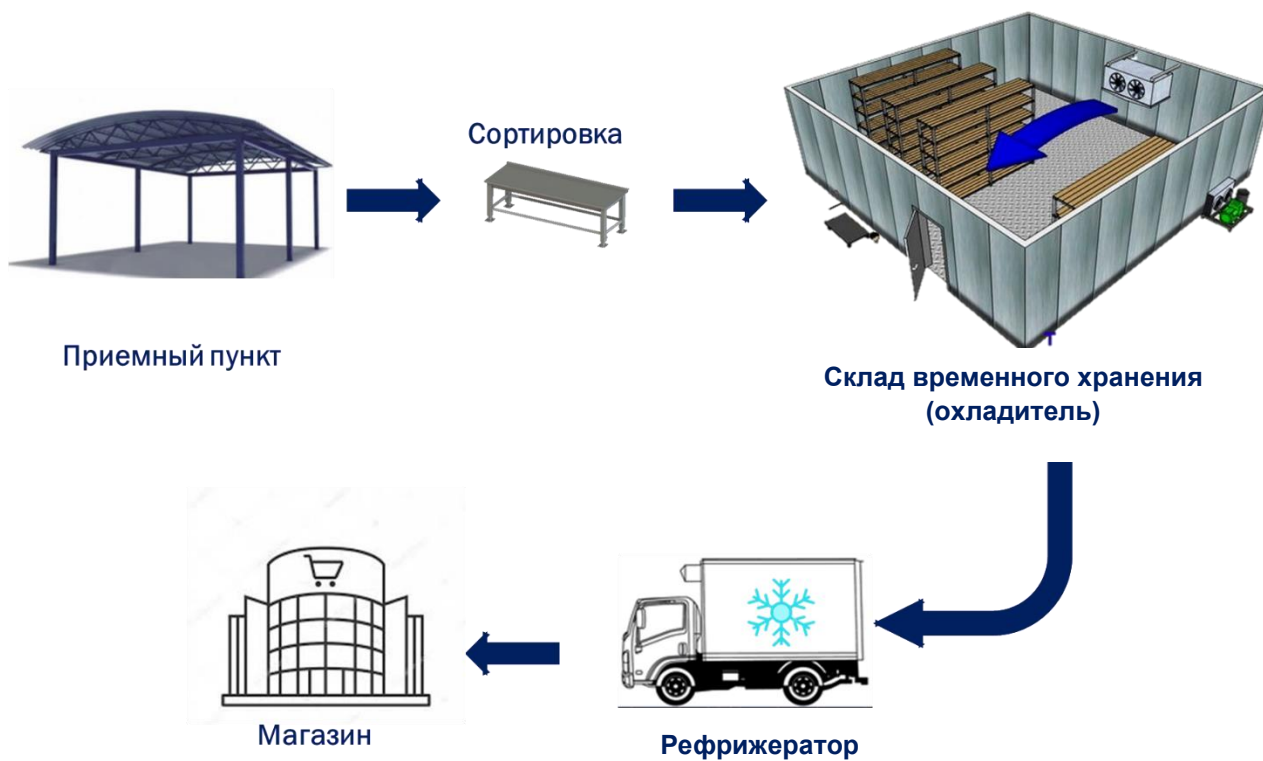 Сортировка
Приемный пункт
Склад временного хранения
(охладитель)
Магазин
Рефрижератор